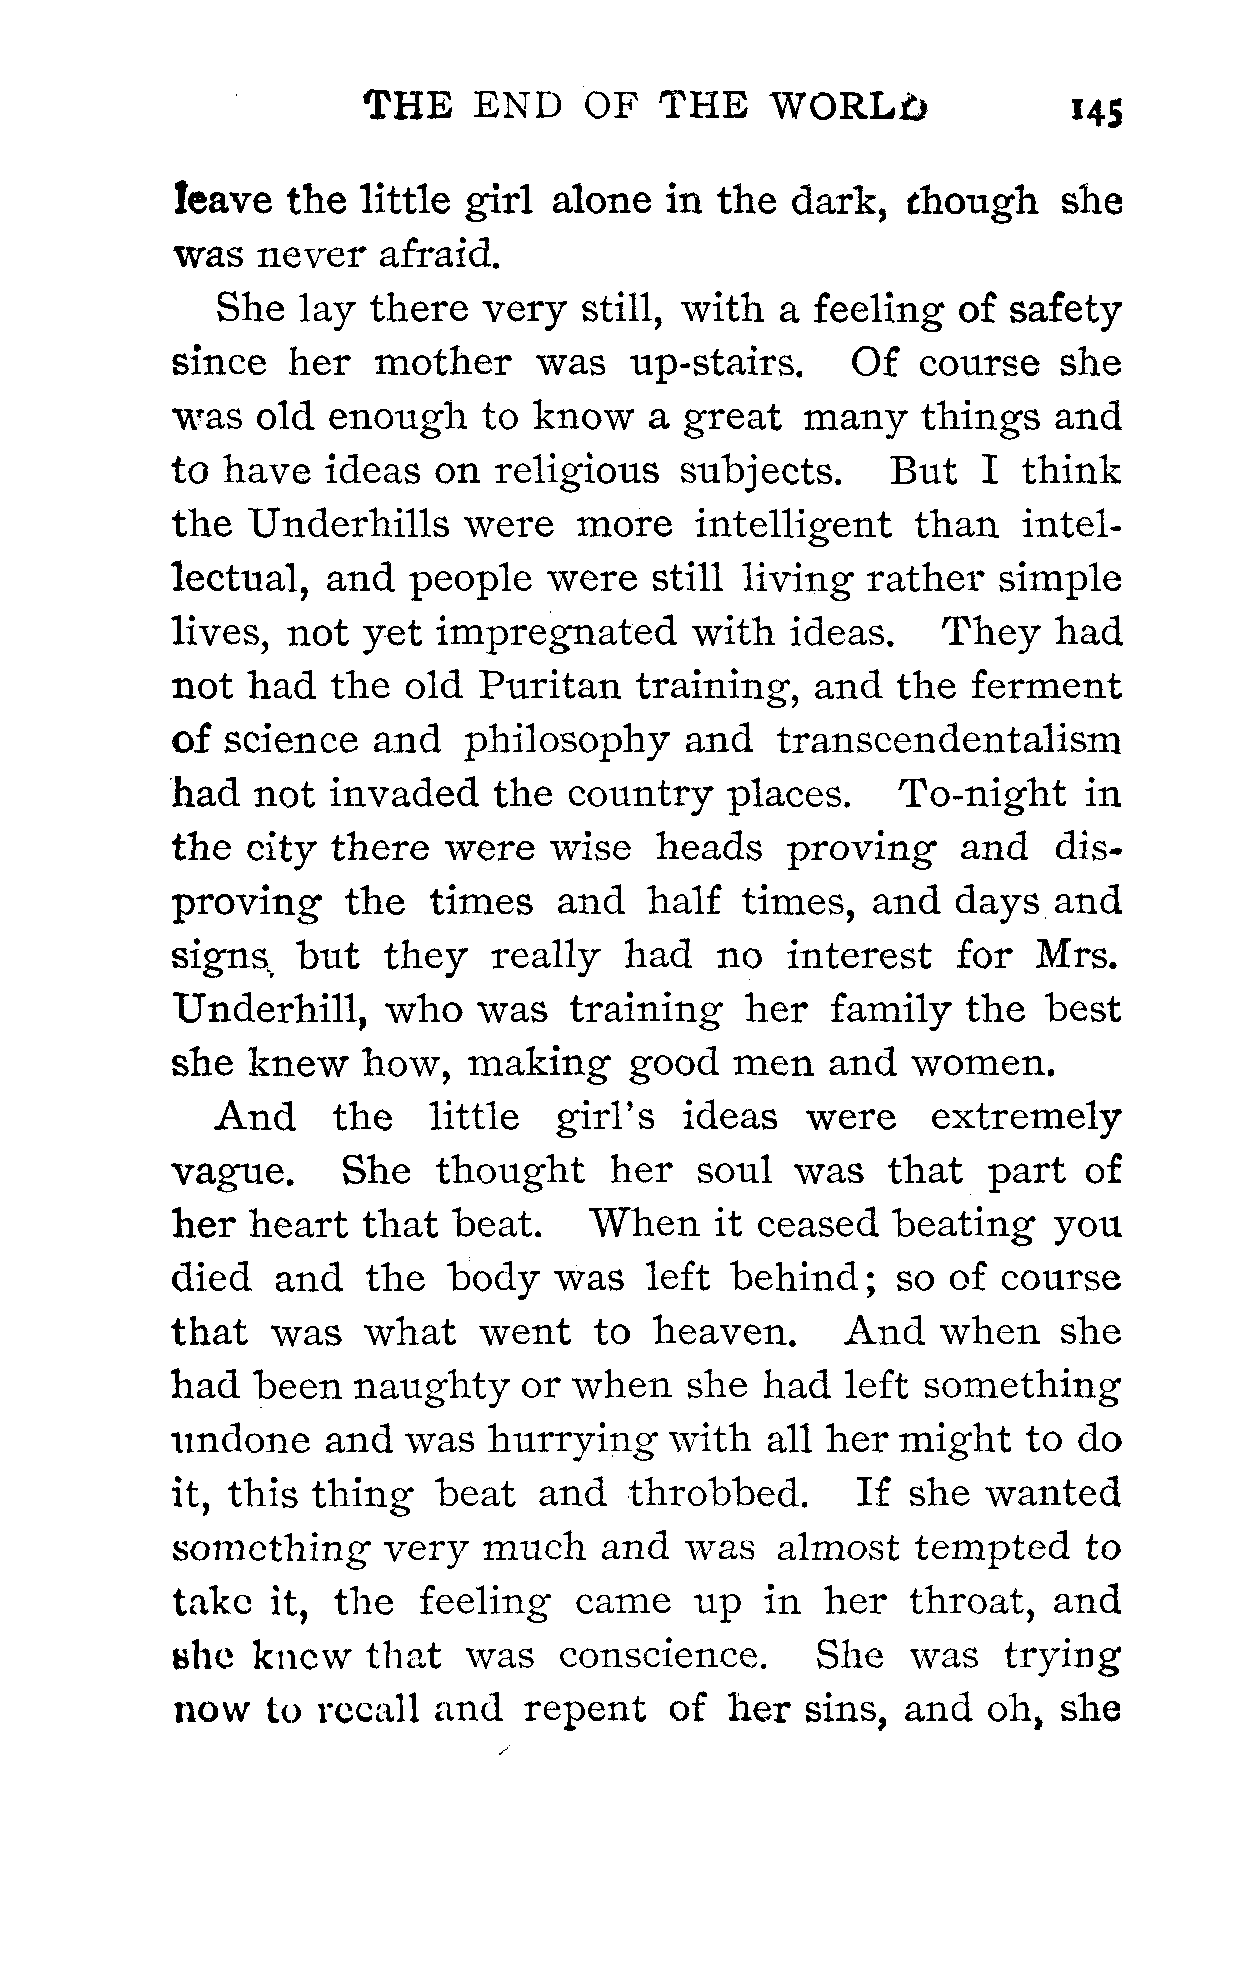 THE END OF THE WORLD 145
leave the little girl alone in the dark, though she
was never afraid.
She lay there very still, with a feeling of safety
since her mother was up-stairs. Of course she
was old enough to know a great many things and
to have ideas on religious subjects. But I think
the Underhills were more intelligent than intel-
lectual, and people were still living rather simple
lives, not yet impregnated with ideas. They had
not had the old Puritan training, and the ferment
of science and philosophy and transcendentalism
had not invaded the country places. To-night in
the city there were wise heads proving and dis-
proving the times and half times, and days and
signs, but they really had no interest for Mrs.
Underhill, who was training her family the best
she knew how, making good men and women.
And the little girl's ideas were extremely
vague. She thought her soul was that part of
her heart that beat. When it ceased beating you
died and the body was left behind; so of course
that was what went to heaven. And when she
had been naughty or when she had left something
undone and was hurrying with all her might to do
it, this thing beat and throbbed. If she wanted
something very much and was almost tempted to
take it, the feeling came up in her throat, and
she knew that was conscience. She was trying
now to recall and repent of her sins, and oh, she